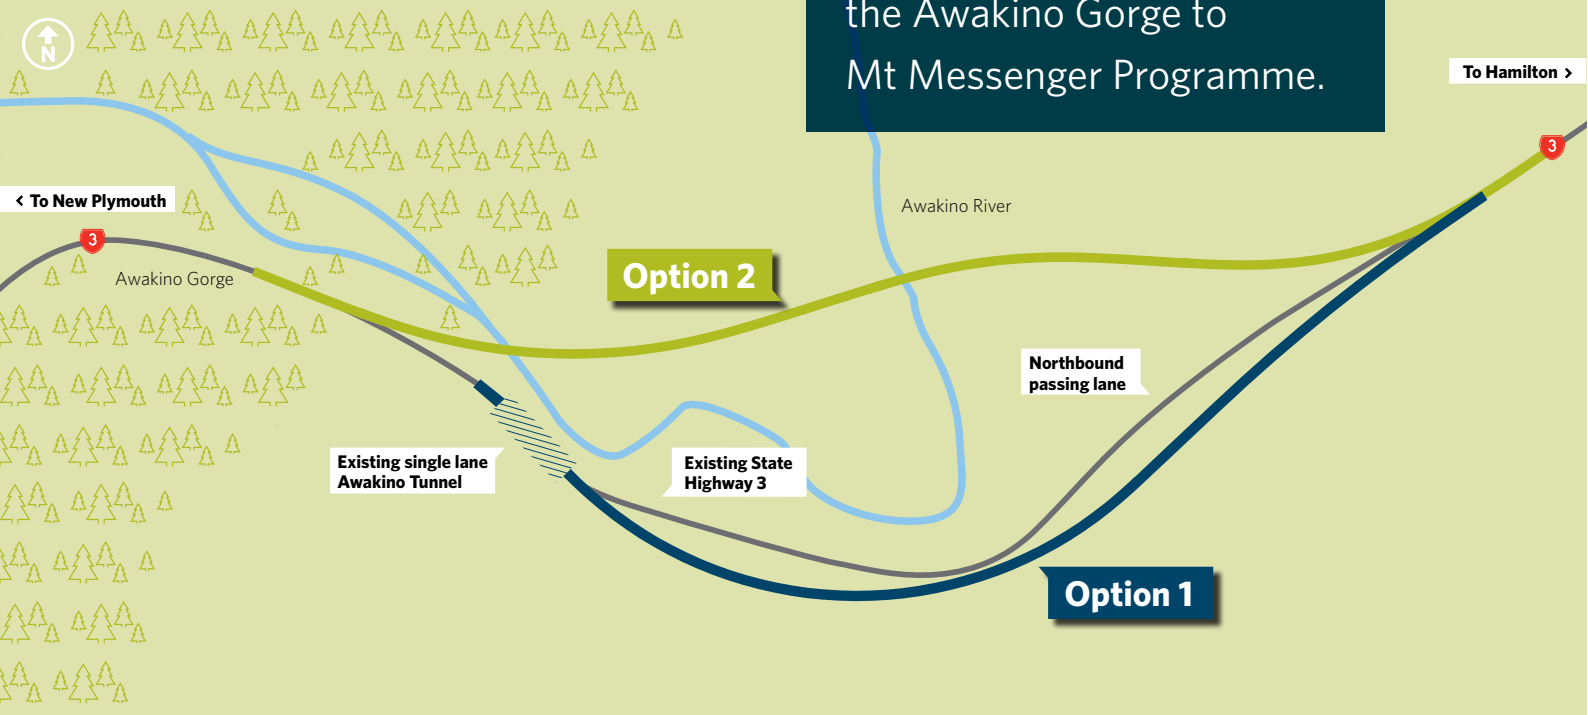 the Awakino Gorge to
Mt Messenger Programme.
N
To Hamilton >
3
< To New Plymouth
3
Awakino River
Awakino Gorge
Option 2
Northbound
passing lane
Existing single lane
Awakino Tunnel
Existing State
Highway 3
Option 1